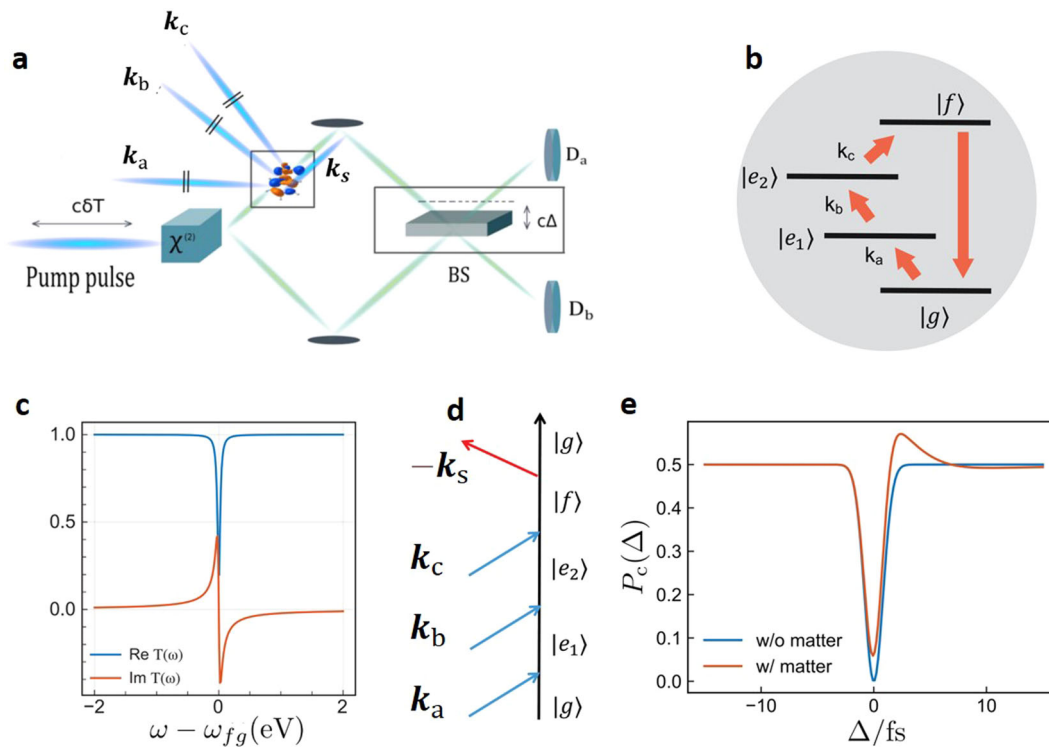 a
k_c
k_b
k_a
k_s
cδT
χ^(2)
Pump pulse
D_a
cΔ
BS
D_b
b
|f⟩
k_c
|e_2⟩
k_b
|e_1⟩
k_a
|g⟩
c
1.0
0.5
0.0
Re T(ω)
Im T(ω)
−2
0
2
ω − ω_fg(eV)
d
|g⟩
−k_s
|f⟩
k_c
|e_2⟩
k_b
|e_1⟩
k_a
|g⟩
e
P_c(Δ)
0.5
0.4
0.3
0.2
0.1
0.0
w/o matter
w/ matter
−10
0
10
Δ/fs